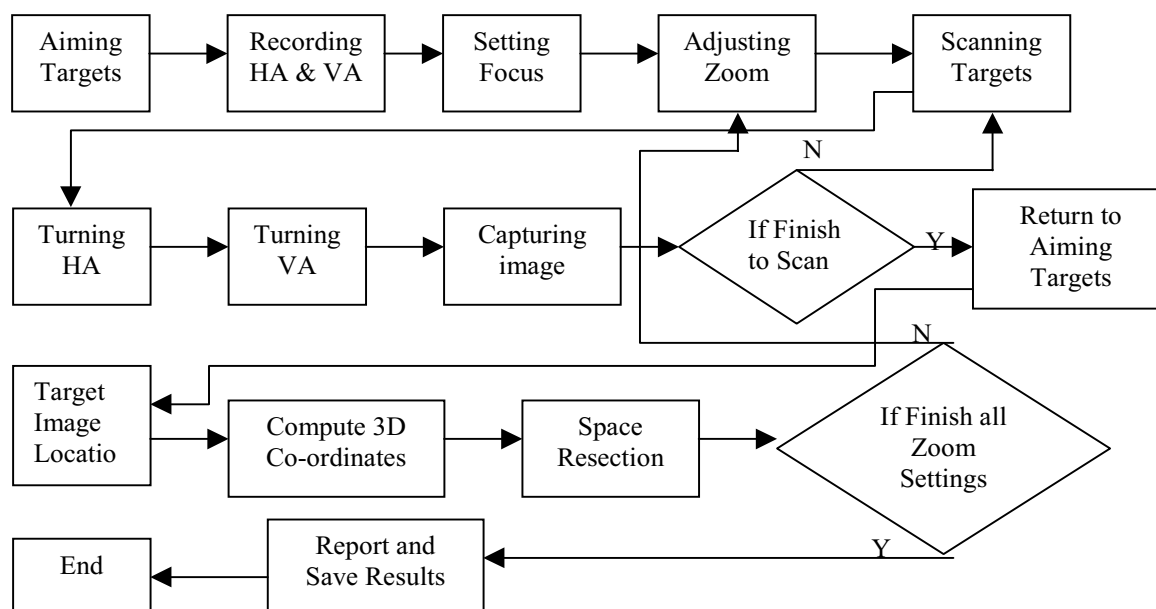 Aiming
Targets
Recording
HA & VA
Setting
Focus
Adjusting
Zoom
Scanning
Targets
N
Turning
HA
Turning
VA
Capturing
image
If Finish
to Scan
Y
Return to
Aiming
Targets
N
Target
Image
Locatio
Compute 3D
Co-ordinates
Space
Resection
If Finish all
Zoom
Settings
Y
End
Report and
Save Results